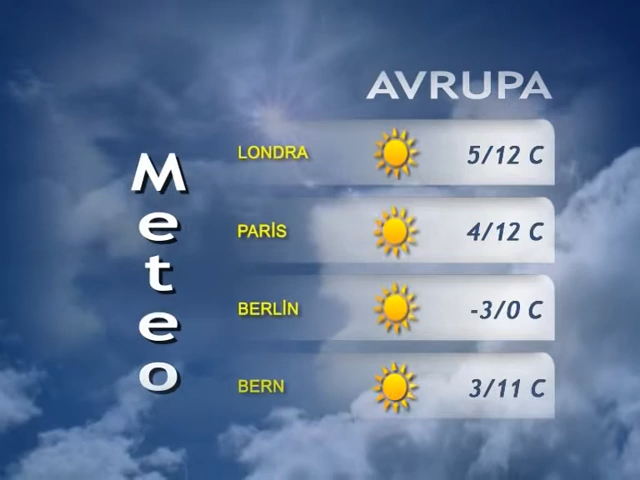 AVRUPA
Meteo
LONDRA 5/12 C
PARİS 4/12 C
BERLİN -3/0 C
BERN 3/11 C